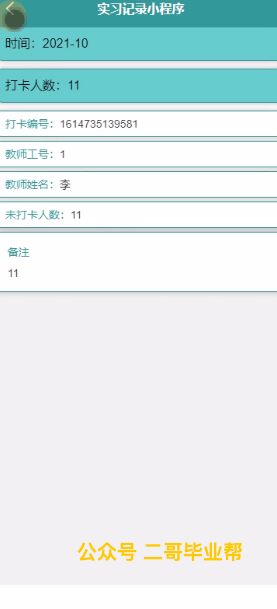 实习记录小程序
时间：2021-10
打卡人数：11
打卡编号：1614735139581
教师工号：1
教师姓名：李
未打卡人数：11
备注
11
公众号 二哥毕业帮